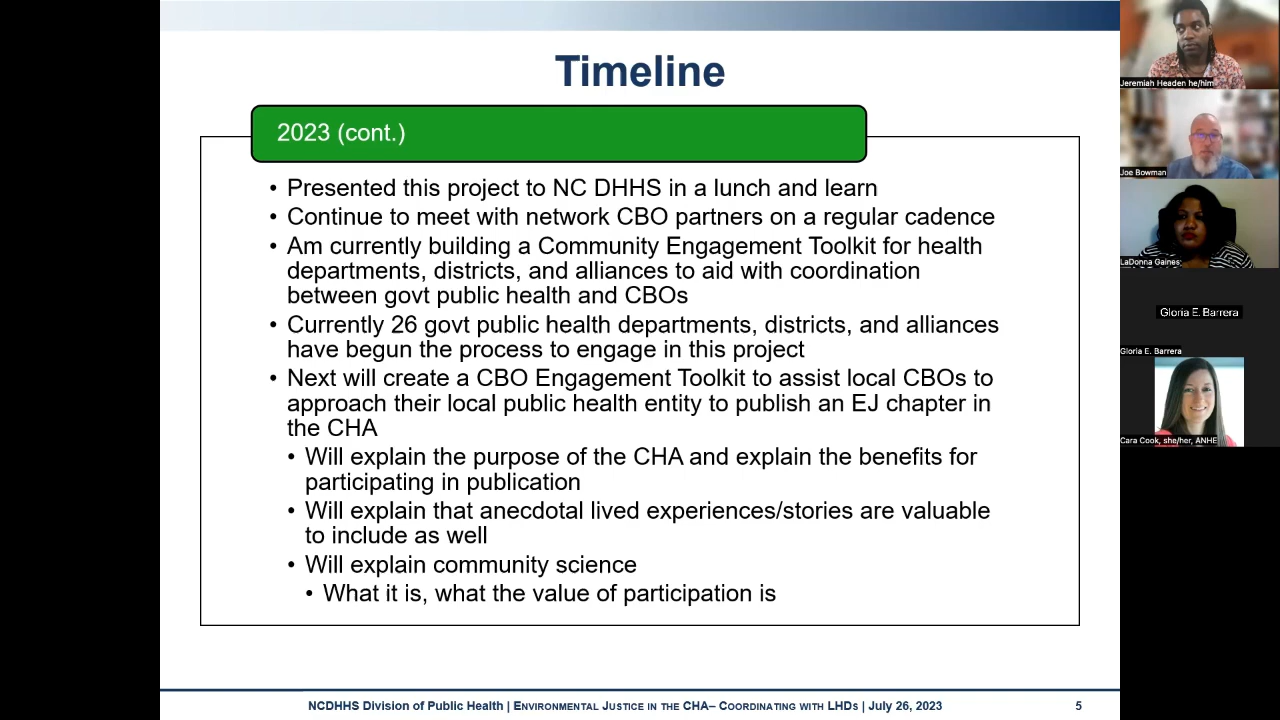 Timeline
2023 (cont.)
• Presented this project to NC DHHS in a lunch and learn
• Continue to meet with network CBO partners on a regular cadence
• Am currently building a Community Engagement Toolkit for health
departments, districts, and alliances to aid with coordination
between govt public health and CBOs
• Currently 26 govt public health departments, districts, and alliances
have begun the process to engage in this project
• Next will create a CBO Engagement Toolkit to assist local CBOs to
approach their local public health entity to publish an EJ chapter in
the CHA
• Will explain the purpose of the CHA and explain the benefits for
participating in publication
• Will explain that anecdotal lived experiences/stories are valuable
to include as well
• Will explain community science
• What it is, what the value of participation is
NCDHHS Division of Public Health | ENVIRONMENTAL JUSTICE IN THE CHA– COORDINATING WITH LHDS | July 26, 2023
5
Jeremiah Headen he/him
Joe Bowman
LaDonna Gaines
Gloria E. Barrera
Gloria E. Barrera
Cara Cook, she/her, ANHE